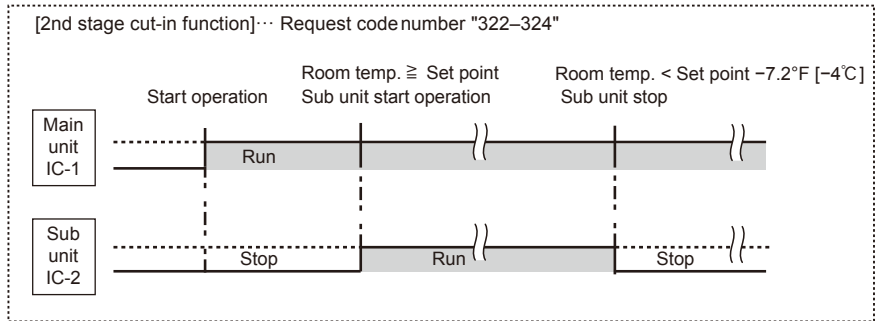 [2nd stage cut-in function]··· Request code number "322–324"
Room temp. ≧ Set point
Room temp. < Set point −7.2°F [−4℃]
Start operation
Sub unit start operation
Sub unit stop
Main
unit
IC-1
Run
Sub
unit
IC-2
Stop
Run
Stop